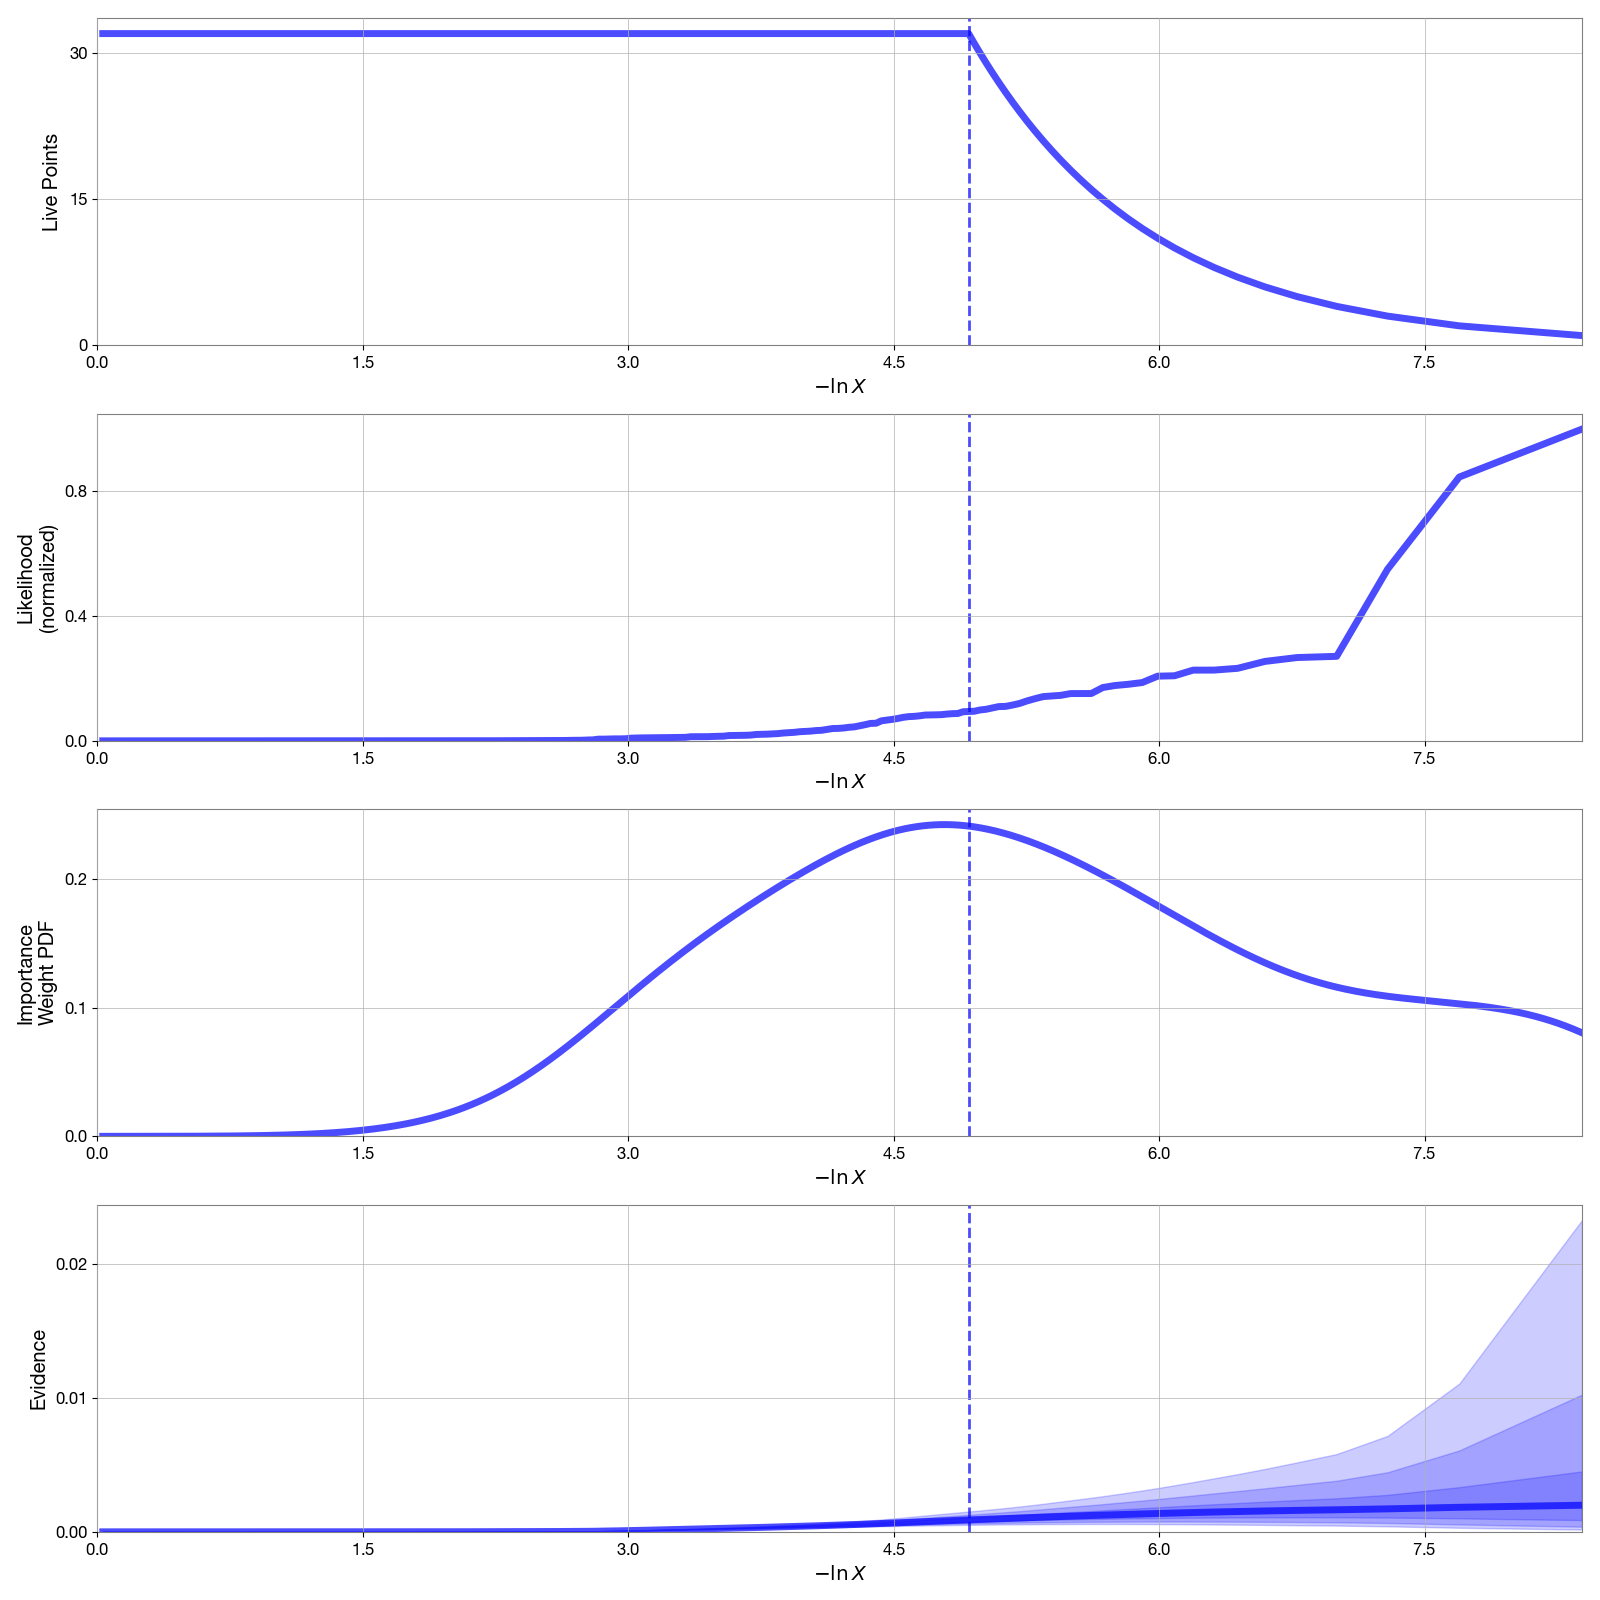 30
15
0
Live Points
0.0 1.5 3.0 4.5 6.0 7.5
−ln X
0.8
0.4
0.0
Likelihood
(normalized)
0.0 1.5 3.0 4.5 6.0 7.5
−ln X
0.2
0.1
0.0
Importance
Weight PDF
0.0 1.5 3.0 4.5 6.0 7.5
−ln X
0.02
0.01
0.00
Evidence
0.0 1.5 3.0 4.5 6.0 7.5
−ln X